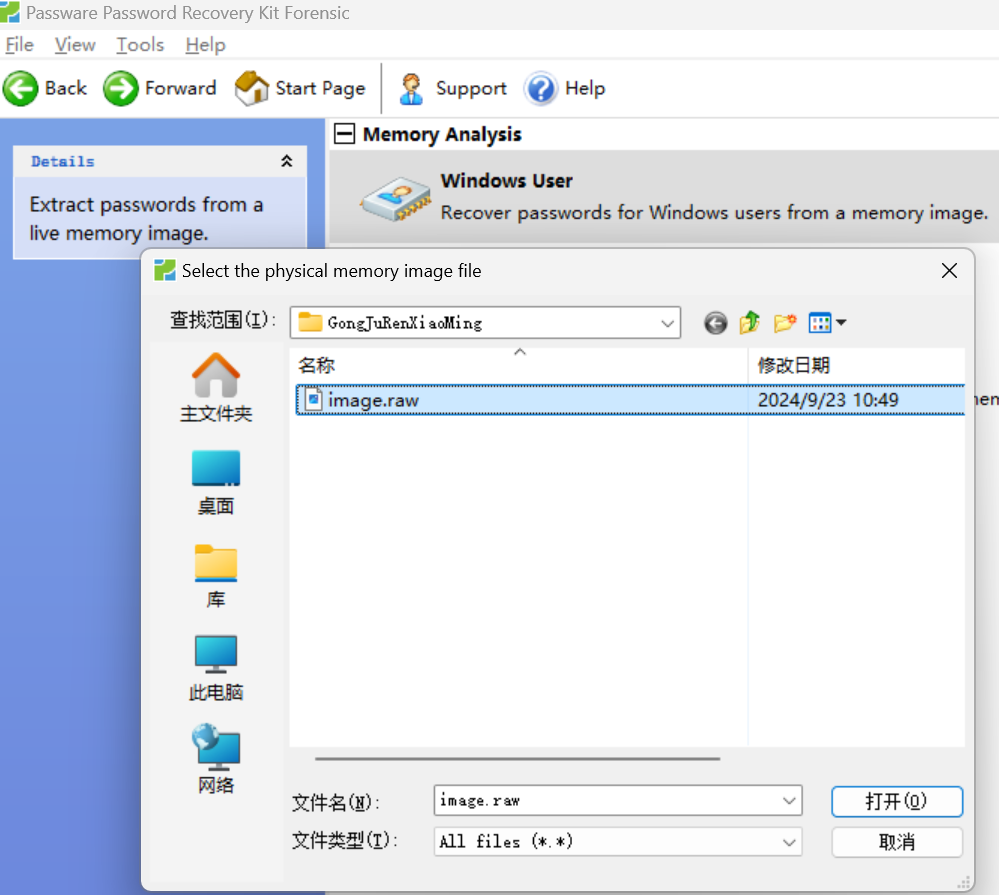 Passware Password Recovery Kit Forensic
File View Tools Help
Back Forward Start Page Support Help
Details
Extract passwords from a
live memory image.
Memory Analysis
Windows User
Recover passwords for Windows users from a memory image.
Select the physical memory image file
查找范围(I): GongJuRenXiaoMing
名称 修改日期
image.raw 2024/9/23 10:49
主文件夹
桌面
库
此电脑
网络
文件名(N): image.raw 打开(O)
文件类型(T): All files (*.*) 取消